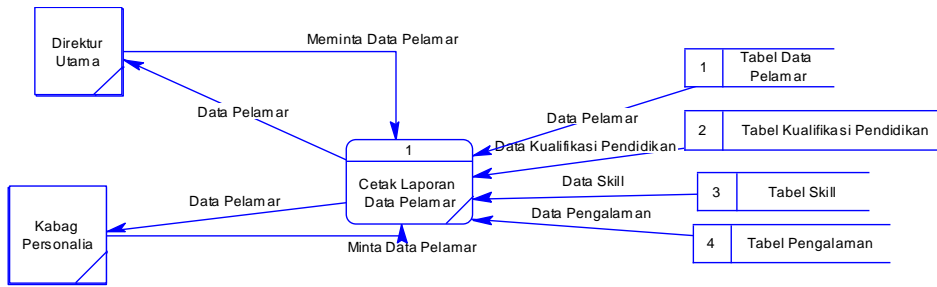 Direktur
Utama
Meminta Data Pelamar
1
Tabel Data
Pelamar
Data Pelamar
Data Pelamar
2
Tabel Kualifikasi Pendidikan
1
Data Kualifikasi Pendidikan
Cetak Laporan
Data Pelamar
Data Skill
3
Tabel Skill
Data Pelamar
Data Pengalaman
Kabag
Personalia
Minta Data Pelamar
4
Tabel Pengalaman